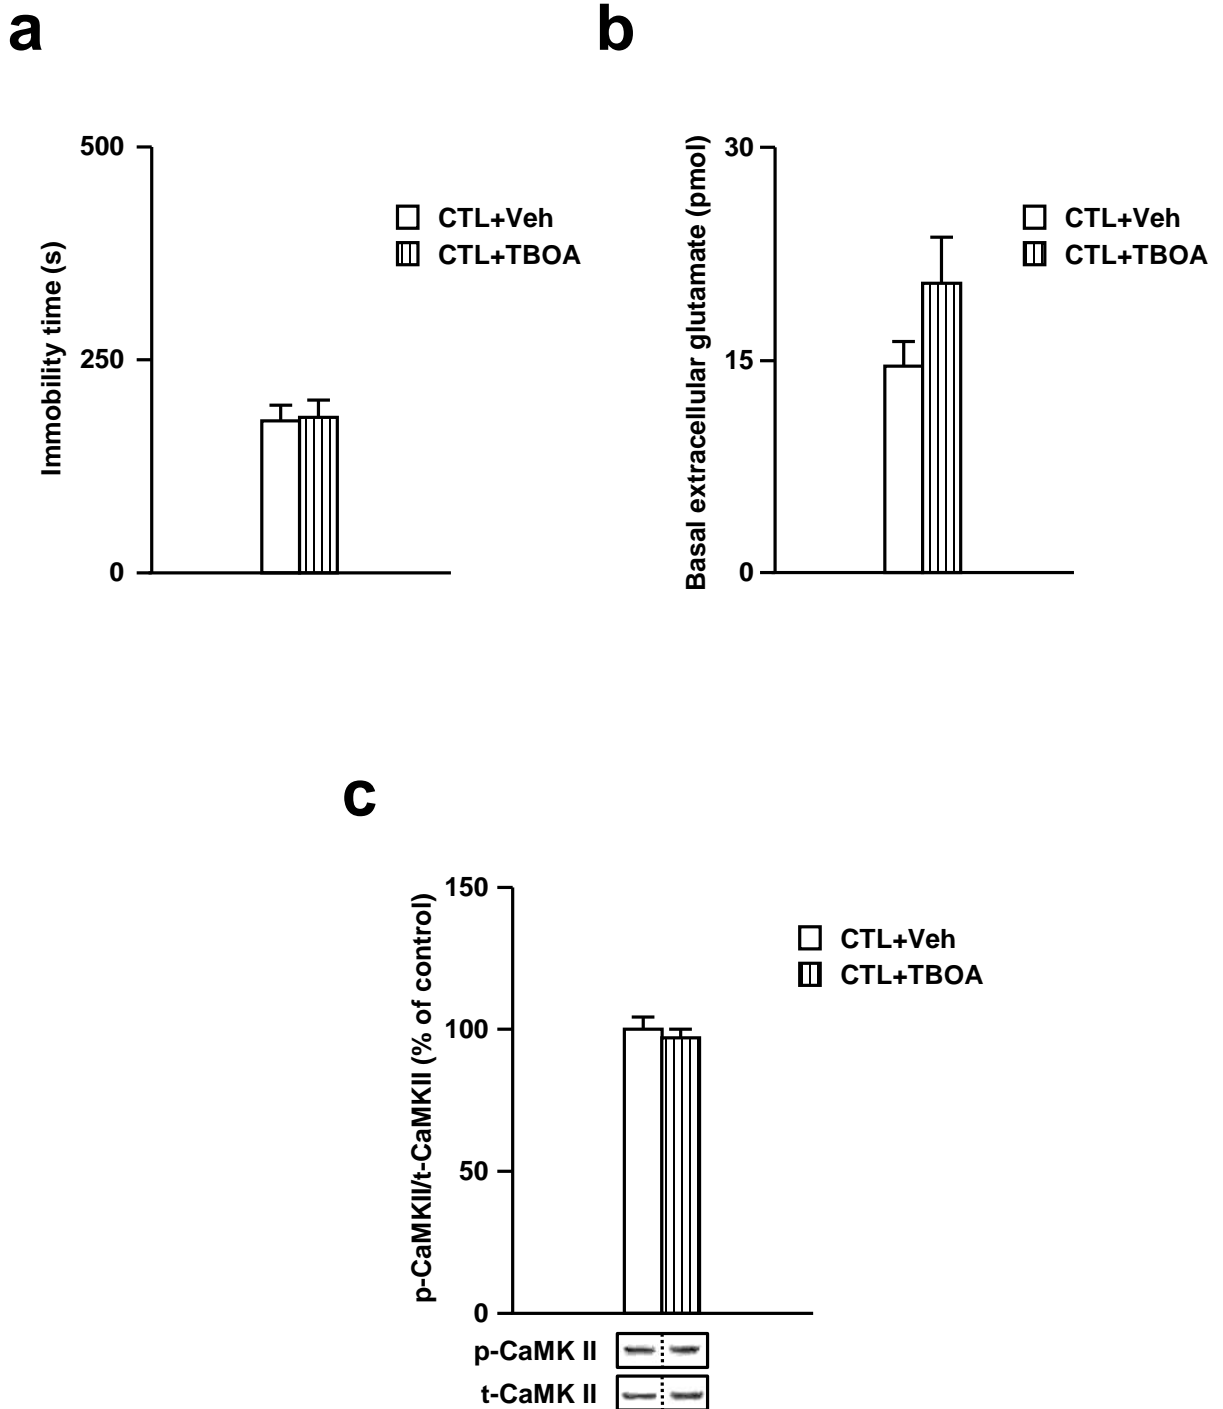 a
b
500
250
0
Immobility time (s)
CTL+Veh
CTL+TBOA
30
15
0
Basal extracellular glutamate (pmol)
CTL+Veh
CTL+TBOA
c
150
100
50
0
p-CaMKII/t-CaMKII (% of control)
CTL+Veh
CTL+TBOA
p-CaMK II
t-CaMK II